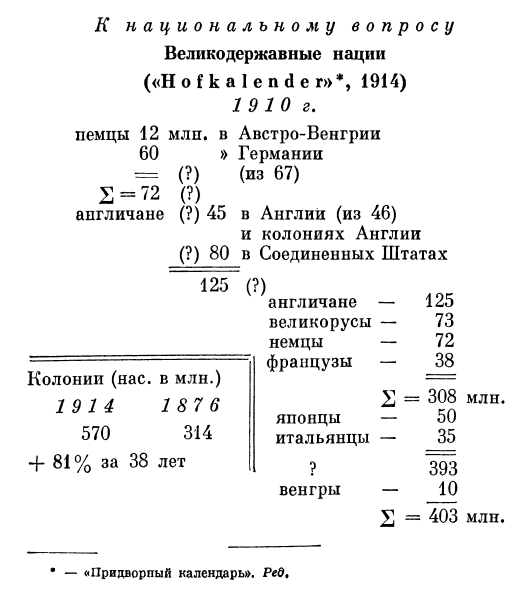 К национальному вопросу
Великодержавные нации
(«Hofkalender»*, 1914)
1910 г.
немцы 12 млн. в Австро-Венгрии
60 » Германии
= (?) (из 67)
Σ = 72 (?)
англичане (?) 45 в Англии (из 46)
и колониях Англии
(?) 80 в Соединенных Штатах
125 (?)
англичане — 125
великорусы — 73
немцы — 72
французы — 38
Σ = 308 млн.
японцы — 50
итальянцы — 35
? 393
венгры — 10
Σ = 403 млн.
Колонии (нас. в млн.)
1914 1876
570 314
+ 81% за 38 лет
* — «Придворный календарь». Ред.